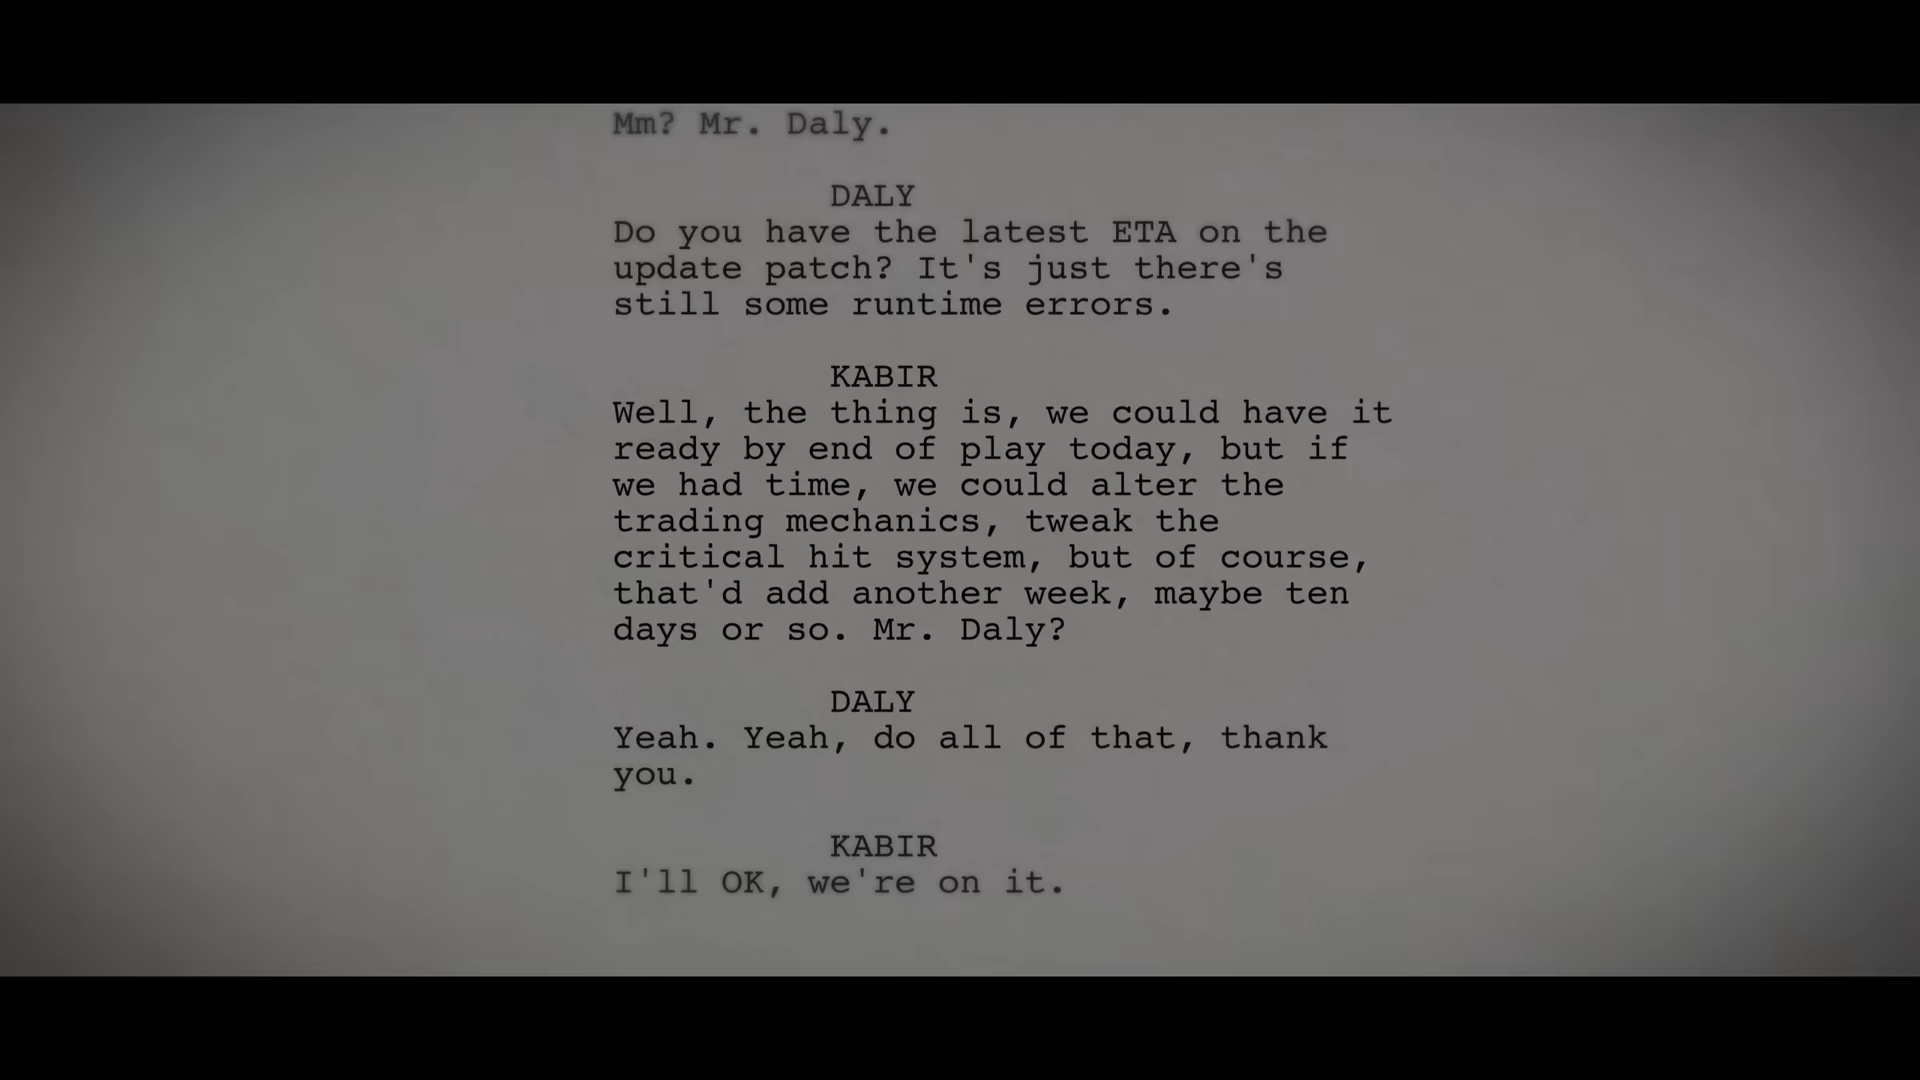 Mm? Mr. Daly.
DALY
Do you have the latest ETA on the
update patch? It's just there's
still some runtime errors.
KABIR
Well, the thing is, we could have it
ready by end of play today, but if
we had time, we could alter the
trading mechanics, tweak the
critical hit system, but of course,
that'd add another week, maybe ten
days or so. Mr. Daly?
DALY
Yeah. Yeah, do all of that, thank
you.
KABIR
I'll OK, we're on it.